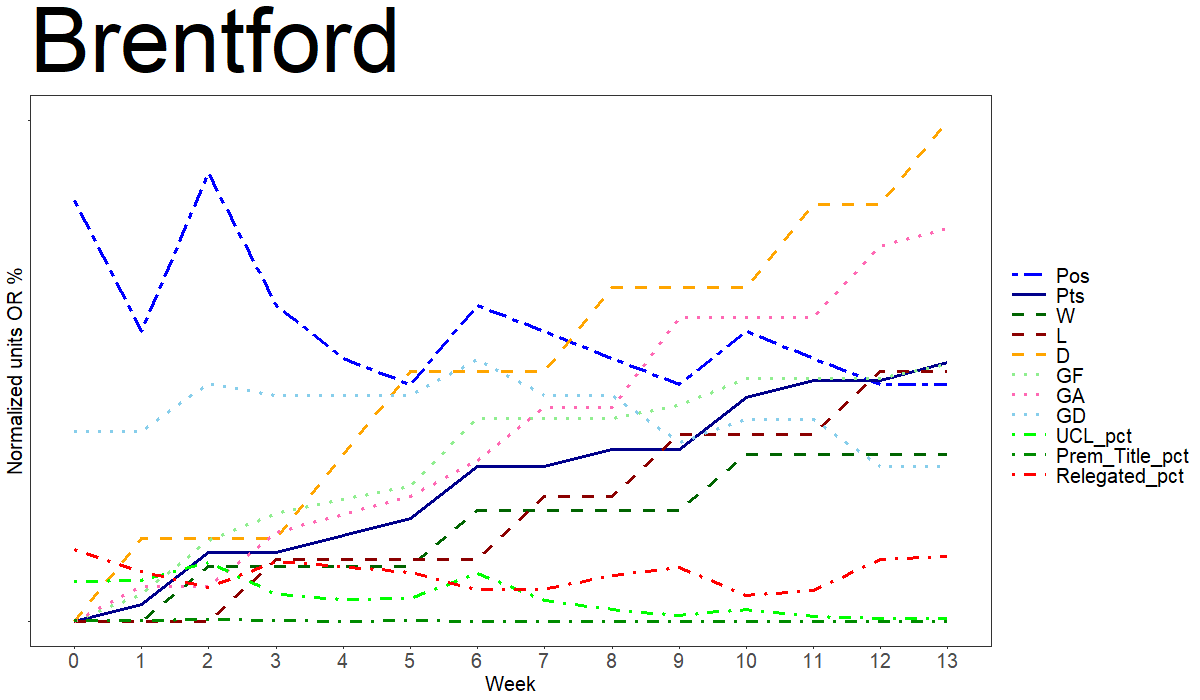 Brentford
Normalized units OR %
0 1 2 3 4 5 6 7 8 9 10 11 12 13
Week
Pos
Pts
W
L
D
GF
GA
GD
UCL_pct
Prem_Title_pct
Relegated_pct